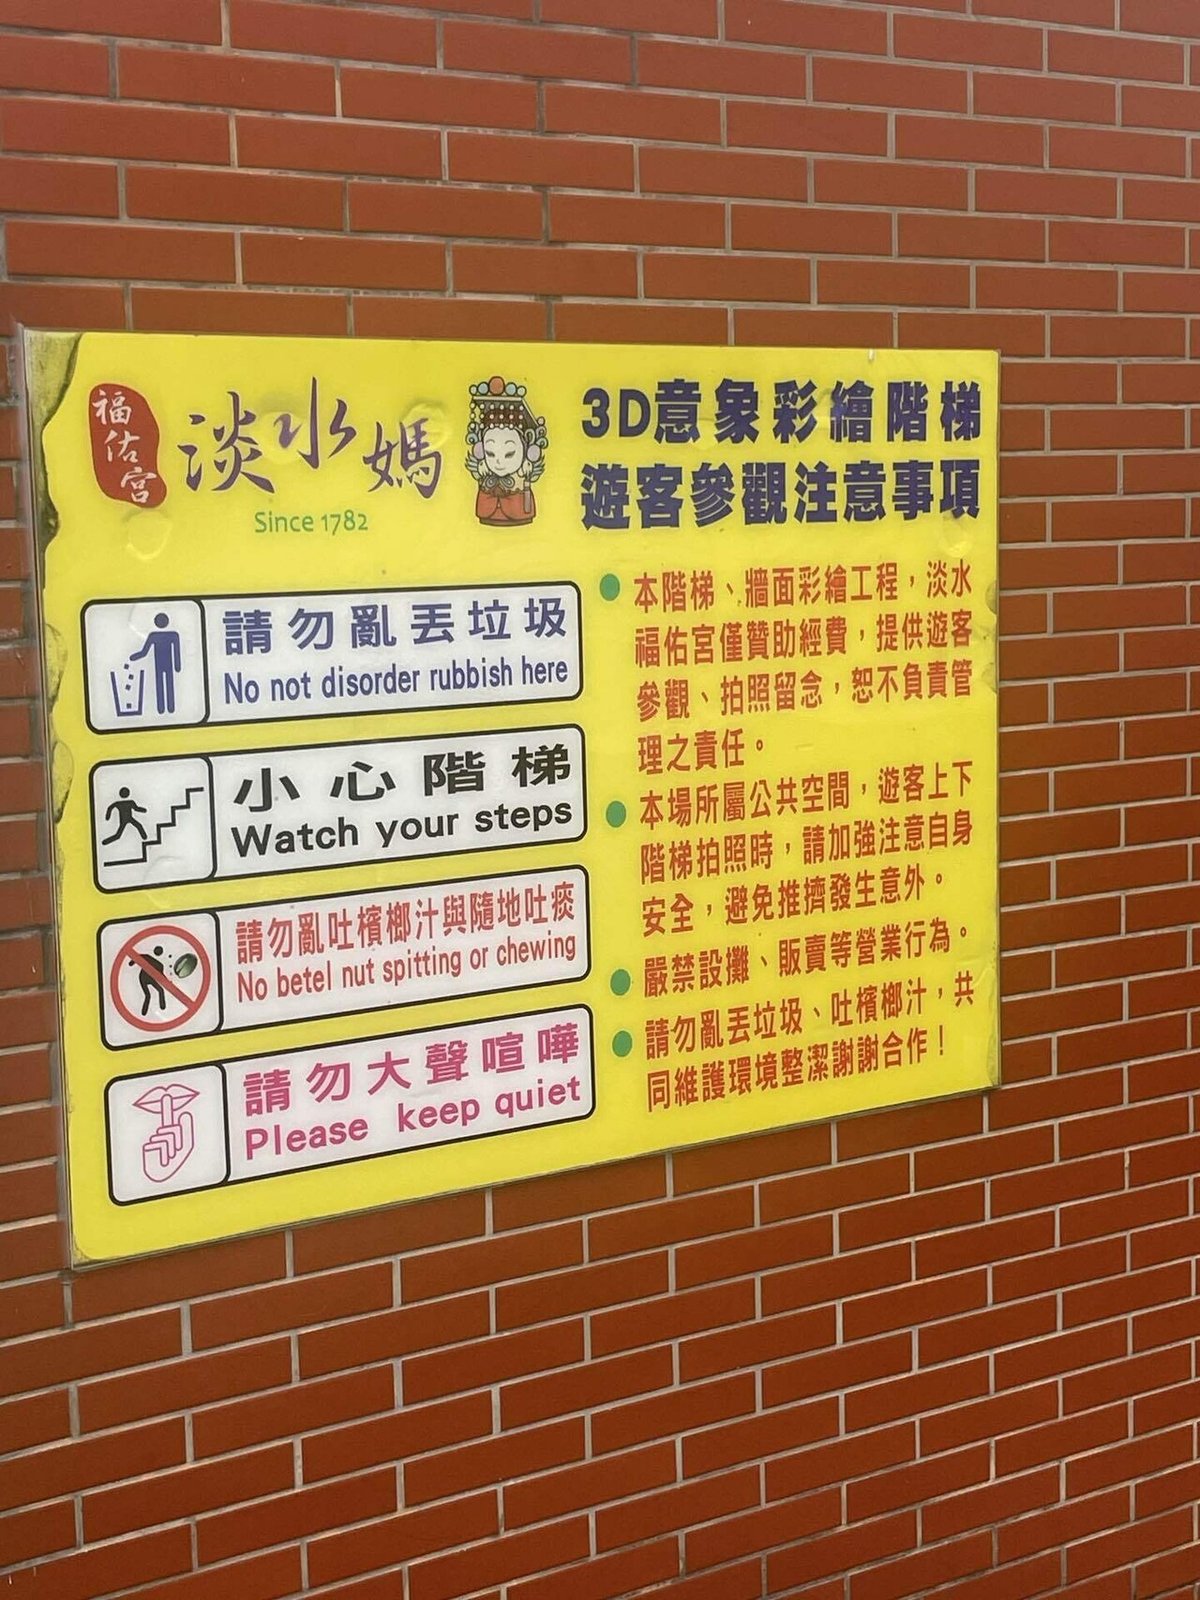 福佑宮
淡水媽
Since 1782
3D意象彩繪階梯
遊客參觀注意事項
請勿亂丟垃圾
No not disorder rubbish here
小心階梯
Watch your steps
請勿亂吐檳榔汁與隨地吐痰
No betel nut spitting or chewing
請勿大聲喧嘩
Please keep quiet
本階梯、牆面彩繪工程，淡水
福佑宮僅贊助經費，提供遊客
參觀、拍照留念，恕不負責管
理之責任。
本場所屬公共空間，遊客上下
階梯拍照時，請加強注意自身
安全，避免推擠發生意外。
嚴禁設攤、販賣等營業行為。
請勿亂丟垃圾、吐檳榔汁，共
同維護環境整潔謝謝合作！